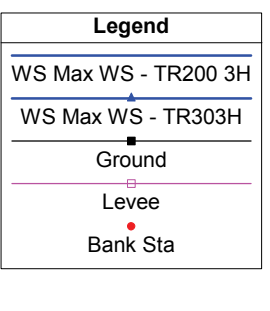 Legend
WS Max WS - TR200 3H
WS Max WS - TR303H
Ground
Levee
Bank Sta